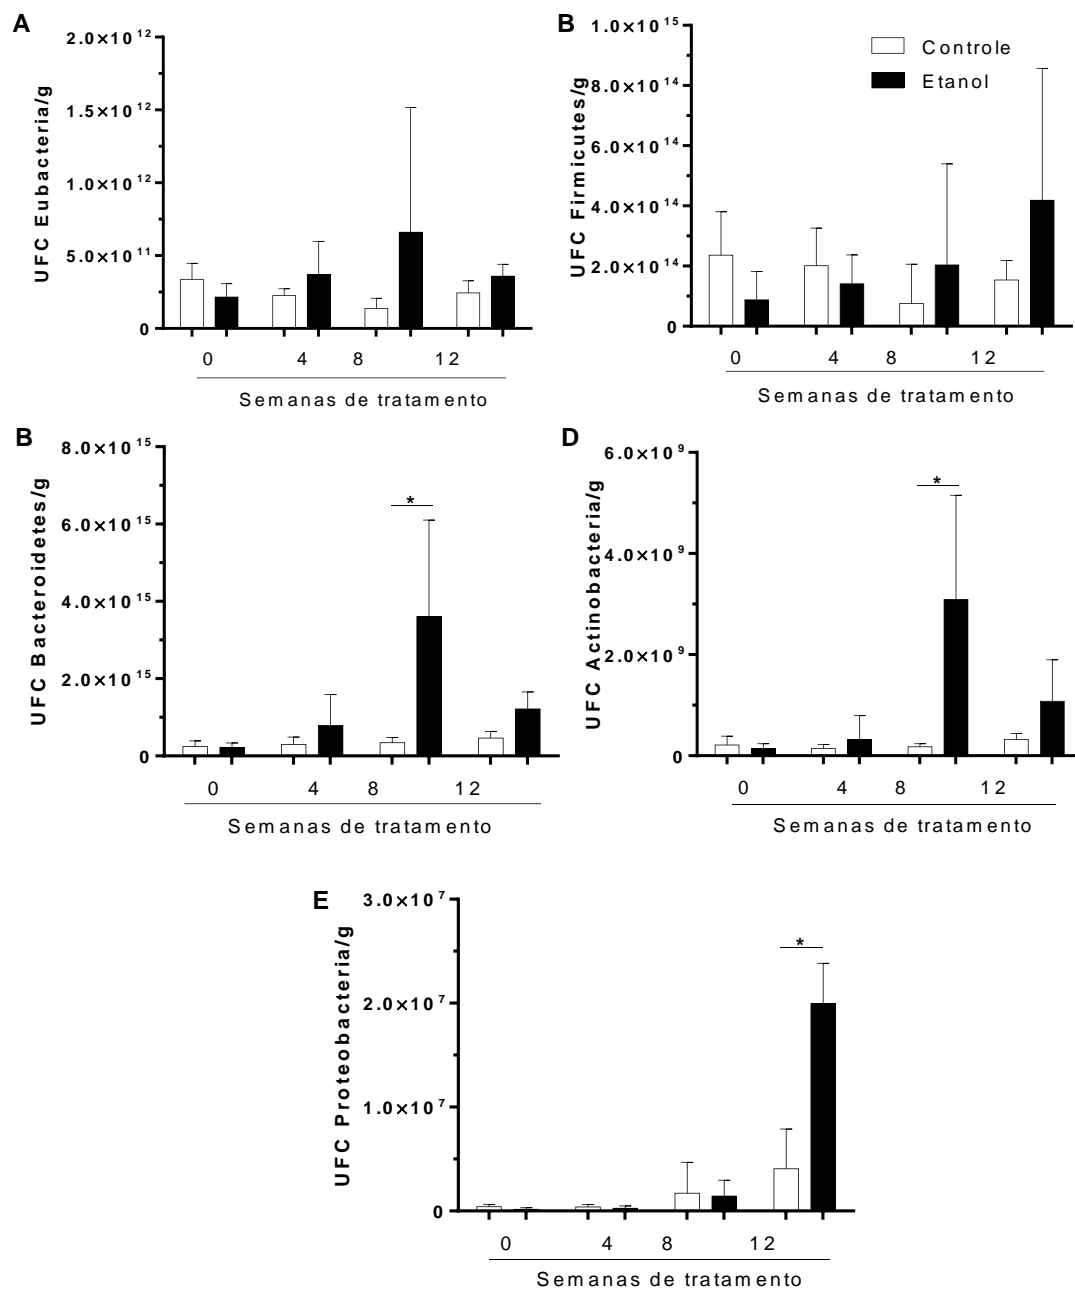 A
UFC Eubacteria/g
2.0×10¹²
1.5×10¹²
1.0×10¹²
5.0×10¹¹
0
0 4 8 12
Semanas de tratamento
B
UFC Firmicutes/g
1.0×10¹⁵
8.0×10¹⁴
6.0×10¹⁴
4.0×10¹⁴
2.0×10¹⁴
0
Controle
Etanol
0 4 8 12
Semanas de tratamento
B
UFC Bacteroidetes/g
8.0×10¹⁵
6.0×10¹⁵
4.0×10¹⁵
2.0×10¹⁵
0
*
0 4 8 12
Semanas de tratamento
D
UFC Actinobacteria/g
6.0×10⁹
4.0×10⁹
2.0×10⁹
0
*
0 4 8 12
Semanas de tratamento
E
UFC Proteobacteria/g
3.0×10⁷
2.0×10⁷
1.0×10⁷
0
*
0 4 8 12
Semanas de tratamento